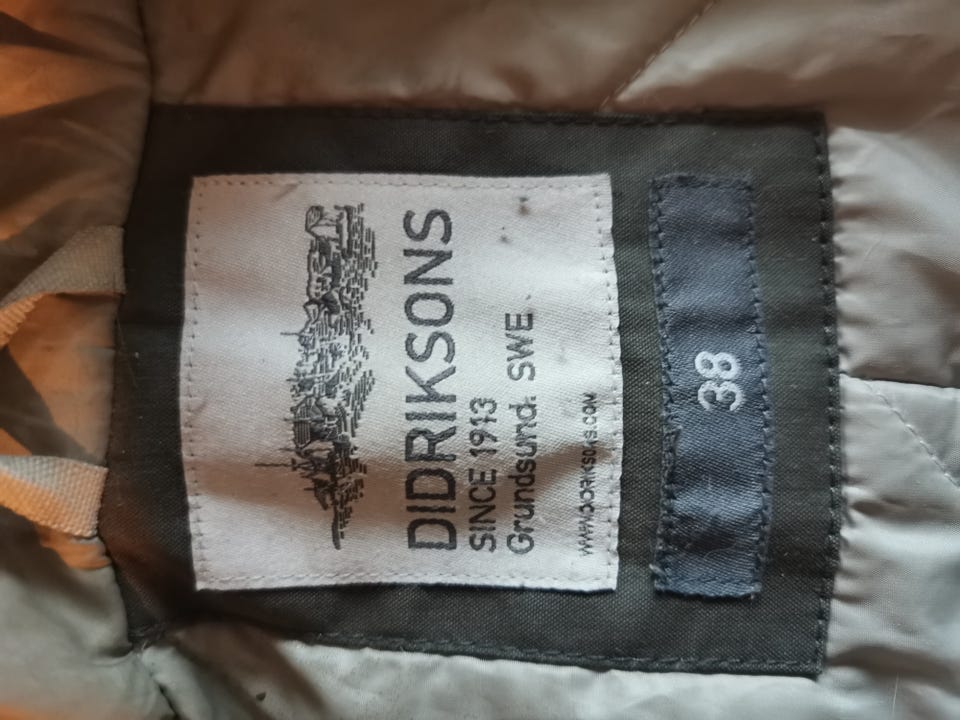 DIDRIKSONS
SINCE 1913
Grundsund. SWE
WWW.DIDRIKSONS.COM
38